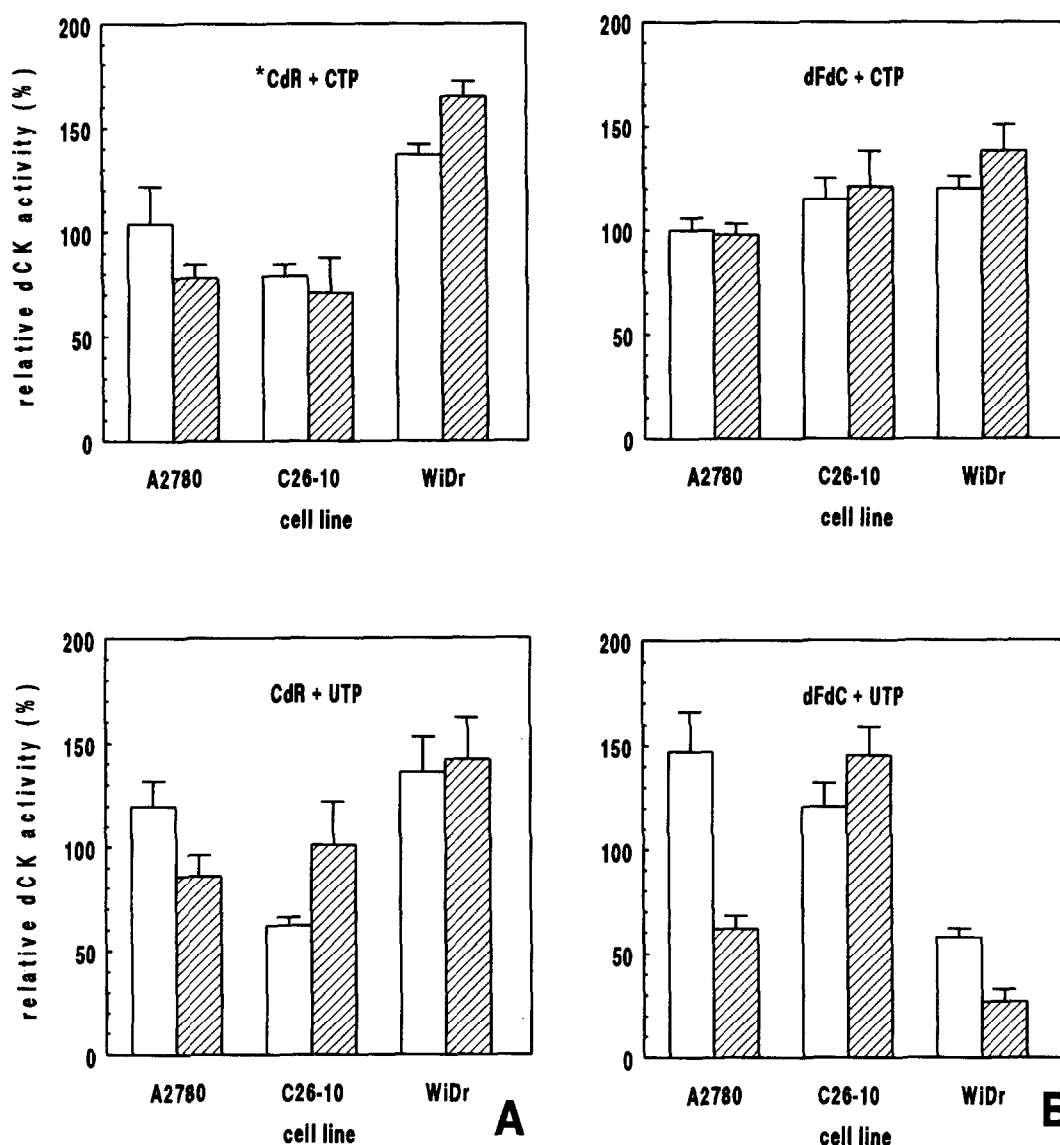 relative dCK activity (%)
200
150
100
50
0
*CdR + CTP
A2780 C26-10 WiDr
cell line
200
150
100
50
0
dFdC + CTP
A2780 C26-10 WiDr
cell line
relative dCK activity (%)
200
150
100
50
0
CdR + UTP
A2780 C26-10 WiDr
cell line
A
200
150
100
50
0
dFdC + UTP
A2780 C26-10 WiDr
cell line
B